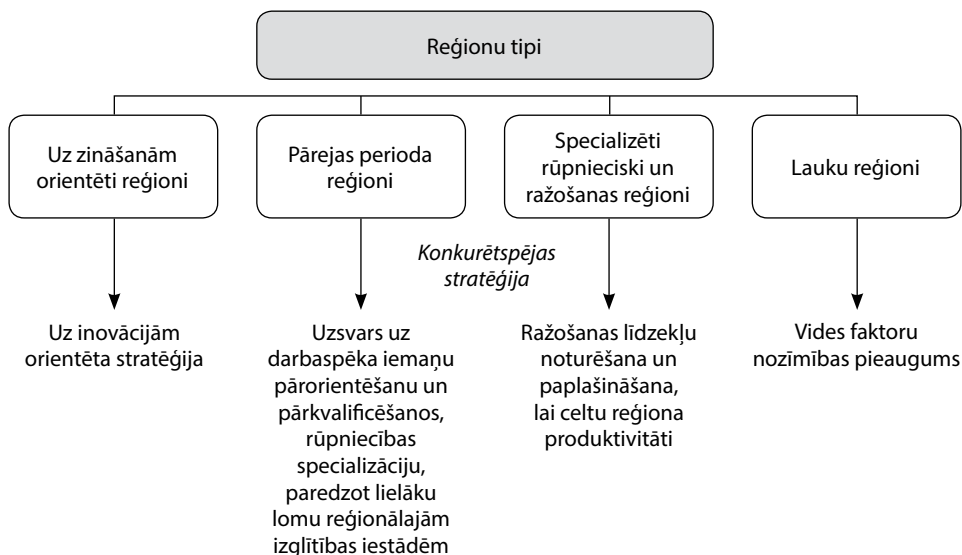 Reģionu tipi
Uz zināšanām
orientēti reģioni
Pārejas perioda
reģioni
Specializēti
rūpnieciski un
ražošanas reģioni
Lauku reģioni
Konkurētspējas
stratēģija
Uz inovācijām
orientēta stratēģija
Uzsvars uz
darbaspēka iemaņu
pārorientēšanu un
pārkvalificēšanos,
rūpniecības
specializāciju,
paredzot lielāku
lomu reģionālajām
izglītības iestādēm
Ražošanas līdzekļu
noturēšana un
paplašināšana,
lai celtu reģiona
produktivitāti
Vides faktoru
nozīmības pieaugums